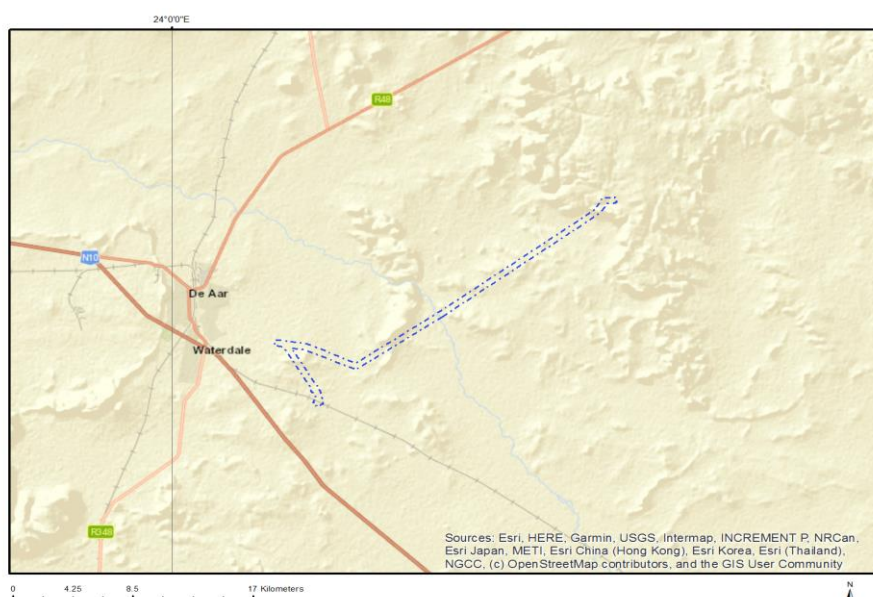 24°0'0"E
R48
N10
De Aar
Waterdale
R348
Sources: Esri, HERE, Garmin, USGS, Intermap, INCREMENT P, NRCan,
Esri Japan, METI, Esri China (Hong Kong), Esri Korea, Esri (Thailand),
NGCC, (c) OpenStreetMap contributors, and the GIS User Community
0 4.25 8.5 17 Kilometers
N